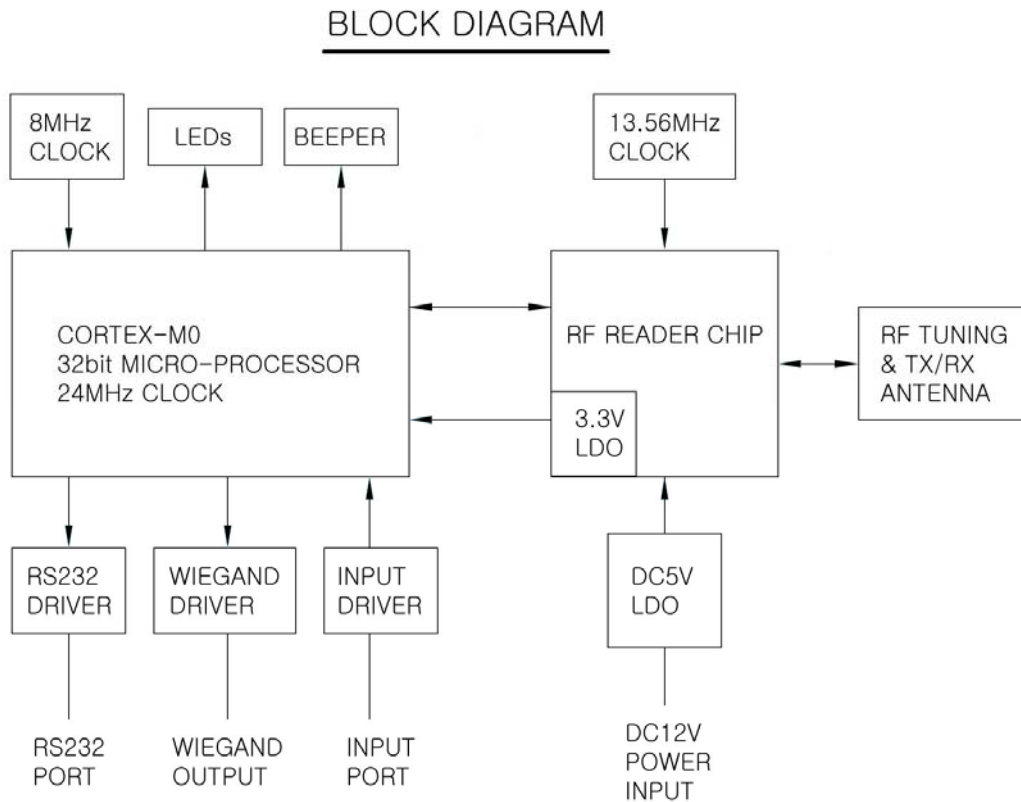 BLOCK DIAGRAM
8MHz
CLOCK
LEDs
BEEPER
13.56MHz
CLOCK
CORTEX-M0
32bit MICRO-PROCESSOR
24MHz CLOCK
RF READER CHIP
RF TUNING
& TX/RX
ANTENNA
3.3V
LDO
RS232
DRIVER
WIEGAND
DRIVER
INPUT
DRIVER
DC5V
LDO
RS232
PORT
WIEGAND
OUTPUT
INPUT
PORT
DC12V
POWER
INPUT